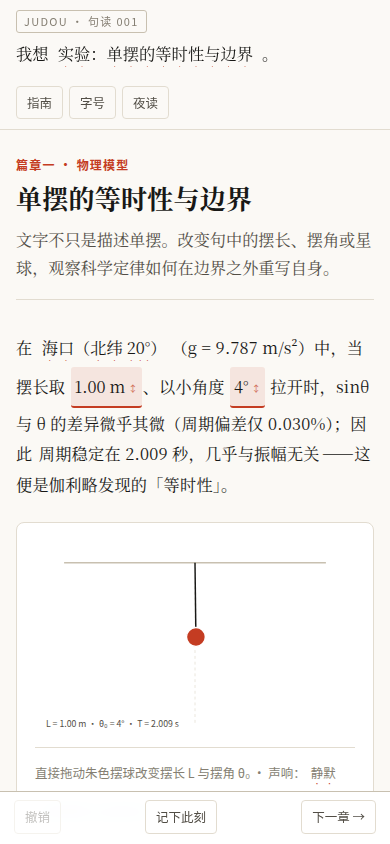 JUDOU • 句读 001
我想 实验：单摆的等时性与边界 。
指南 字号 夜读
篇章一 • 物理模型
单摆的等时性与边界
文字不只是描述单摆。改变句中的摆长、摆角或星
球，观察科学定律如何在边界之外重写自身。
在 海口（北纬 20°） （g = 9.787 m/s²）中，当
摆长取 1.00 m ↕、以小角度 4° ↕ 拉开时，sinθ
与 θ 的差异微乎其微（周期偏差仅 0.030%）；因
此 周期稳定在 2.009 秒，几乎与振幅无关 ——这
便是伽利略发现的「等时性」。
L = 1.00 m • θ₀ = 4° • T = 2.009 s
直接拖动朱色摆球改变摆长 L 与摆角 θ₀ • 声响： 静默
撤销 记下此刻 下一章 →